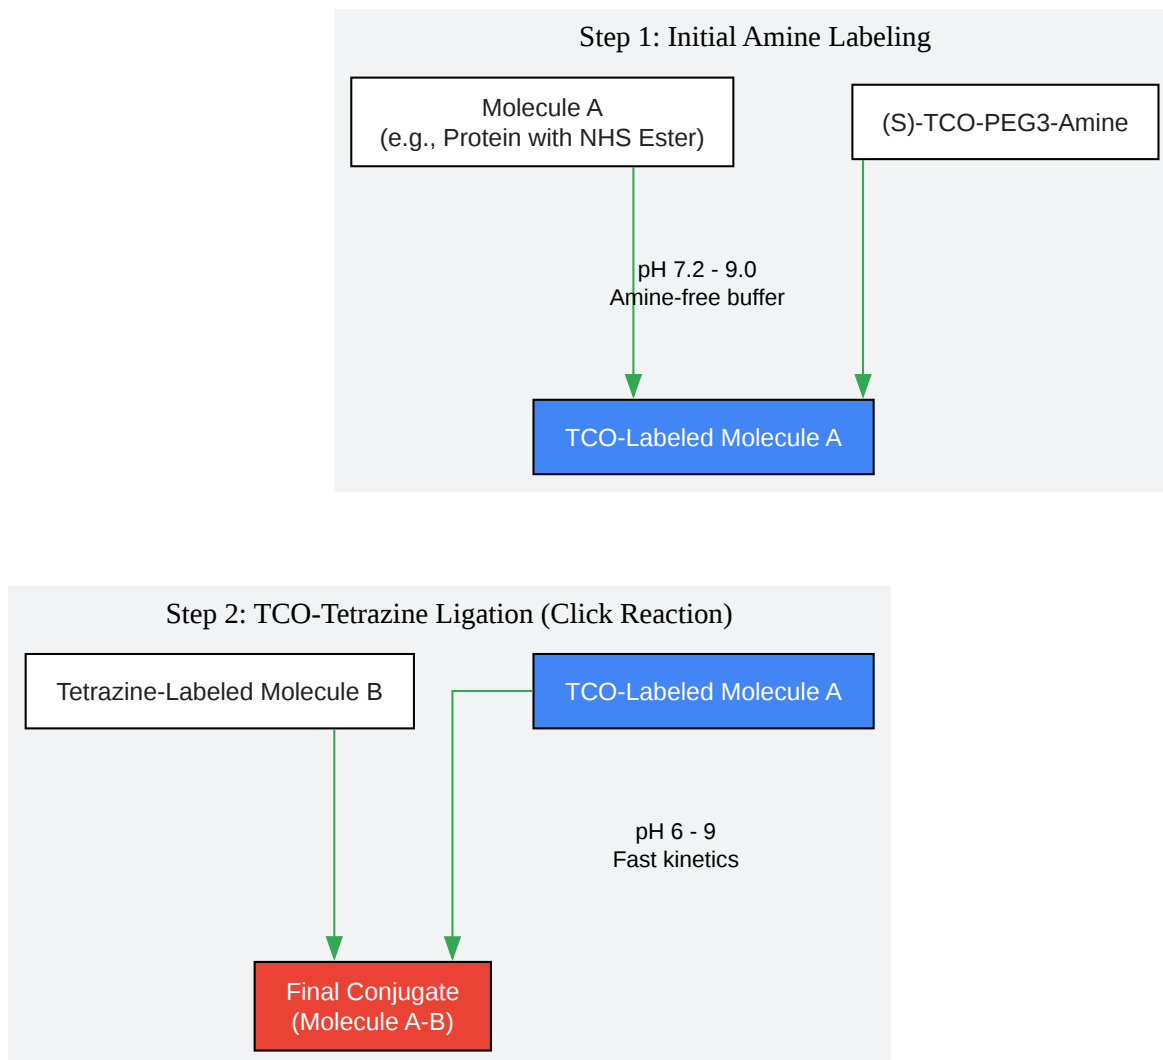 Step 1: Initial Amine Labeling
Molecule A
(e.g., Protein with NHS Ester)
(S)-TCO-PEG3-Amine
pH 7.2 - 9.0
Amine-free buffer
TCO-Labeled Molecule A
Step 2: TCO-Tetrazine Ligation (Click Reaction)
Tetrazine-Labeled Molecule B
TCO-Labeled Molecule A
pH 6 - 9
Fast kinetics
Final Conjugate
(Molecule A-B)